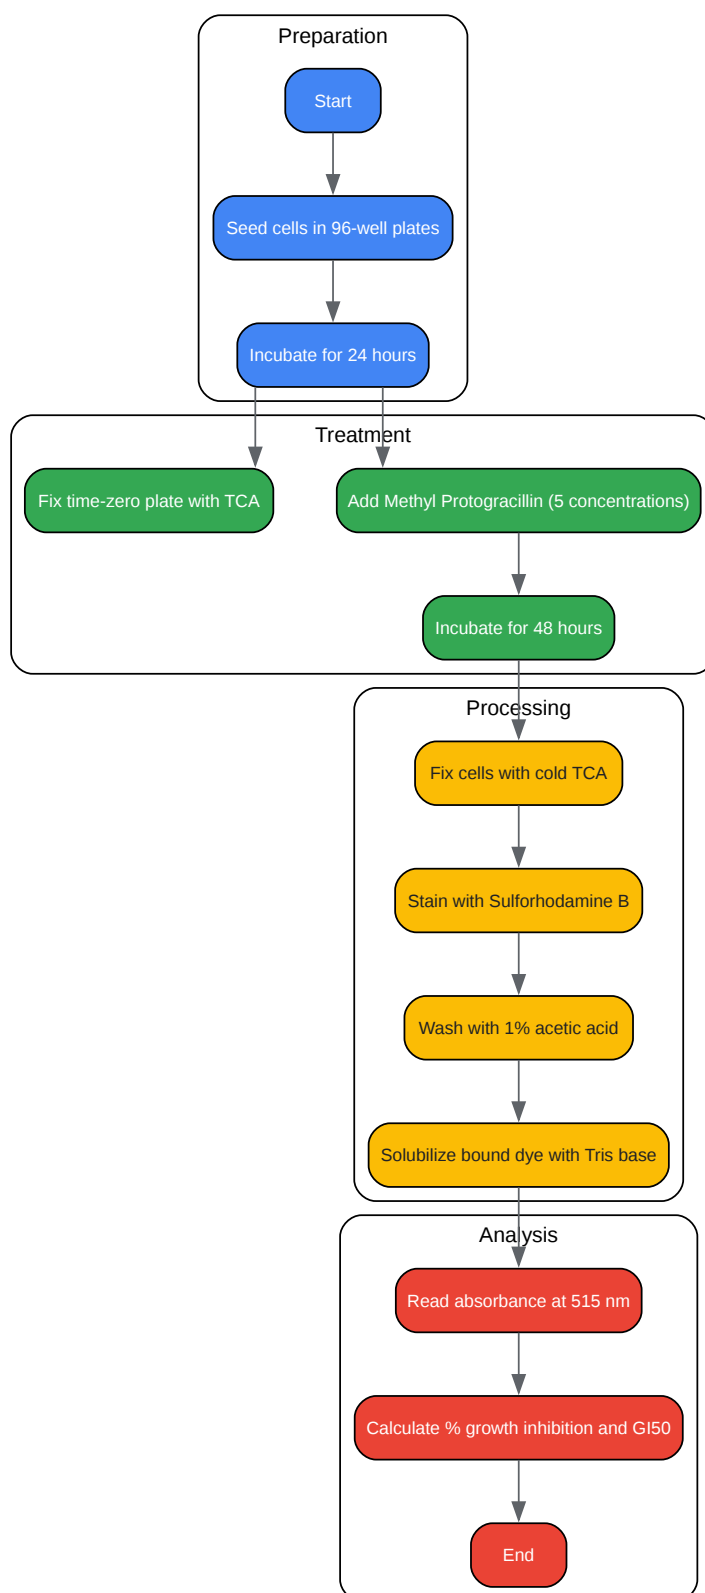 Preparation
Start
Seed cells in 96-well plates
Incubate for 24 hours
Treatment
Fix time-zero plate with TCA
Add Methyl Protogracillin (5 concentrations)
Incubate for 48 hours
Processing
Fix cells with cold TCA
Stain with Sulforhodamine B
Wash with 1% acetic acid
Solubilize bound dye with Tris base
Analysis
Read absorbance at 515 nm
Calculate % growth inhibition and GI50
End